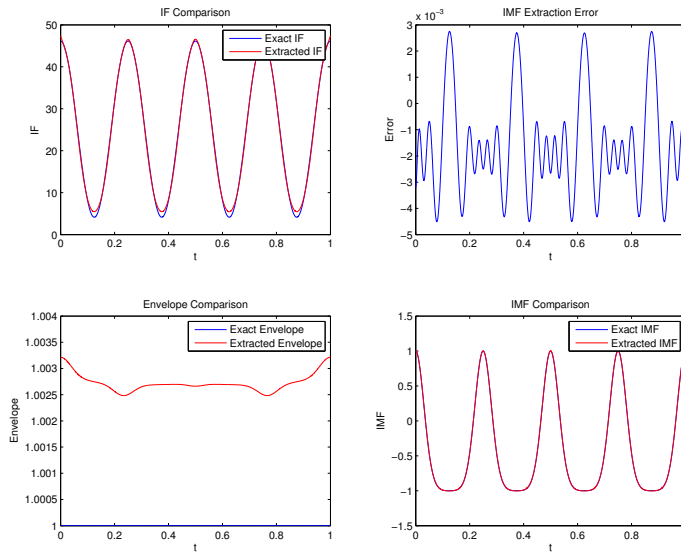 IF Comparison
50
40
30
20
10
0
IF
0
0.2
0.4
0.6
0.8
1
t
Exact IF
Extracted IF
IMF Extraction Error
x 10⁻³
3
2
1
0
−1
−2
−3
−4
−5
Error
0
0.2
0.4
0.6
0.8
t
Envelope Comparison
1.004
1.0035
1.003
1.0025
1.002
1.0015
1.001
1.0005
1
Envelope
0
0.2
0.4
0.6
0.8
1
t
Exact Envelope
Extracted Envelope
IMF Comparison
1.5
1
0.5
0
−0.5
−1
−1.5
IMF
0
0.2
0.4
0.6
0.8
t
Exact IMF
Extracted IMF